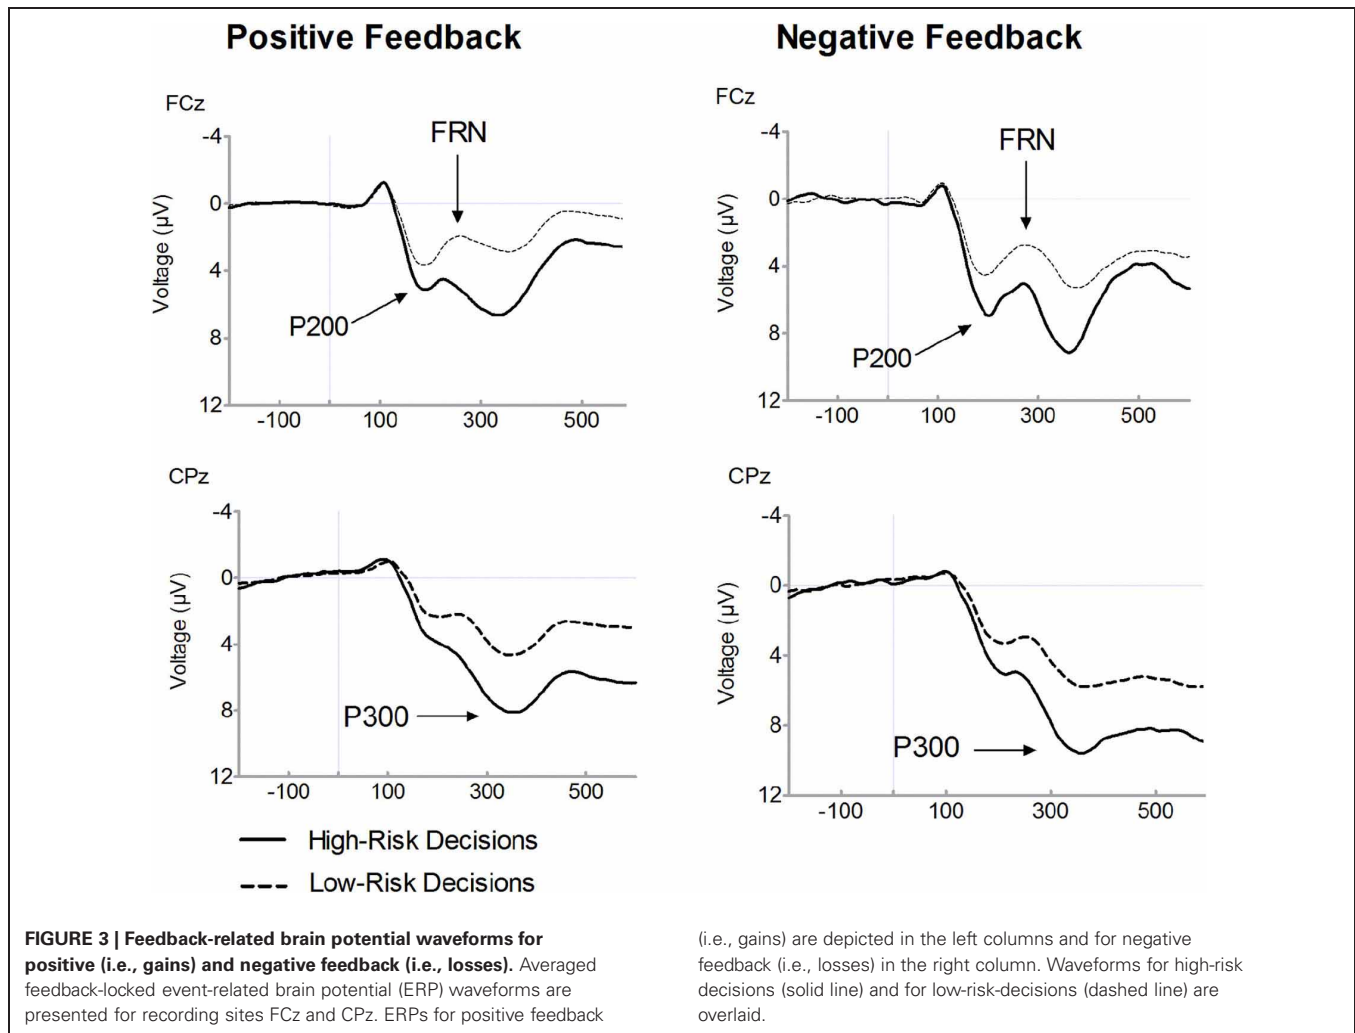 Positive Feedback
FCz
FRN
-4
0
4
8
12
Voltage (µV)
P200
-100 100 300 500
Negative Feedback
FCz
FRN
-4
0
4
8
12
Voltage (µV)
P200
-100 100 300 500
CPz
-4
0
4
8
12
Voltage (µV)
P300
-100 100 300 500
CPz
-4
0
4
8
12
Voltage (µV)
P300
-100 100 300 500
High-Risk Decisions
Low-Risk Decisions
FIGURE 3 | Feedback-related brain potential waveforms for
positive (i.e., gains) and negative feedback (i.e., losses). Averaged
feedback-locked event-related brain potential (ERP) waveforms are
presented for recording sites FCz and CPz. ERPs for positive feedback
(i.e., gains) are depicted in the left columns and for negative
feedback (i.e., losses) in the right column. Waveforms for high-risk
decisions (solid line) and for low-risk-decisions (dashed line) are
overlaid.